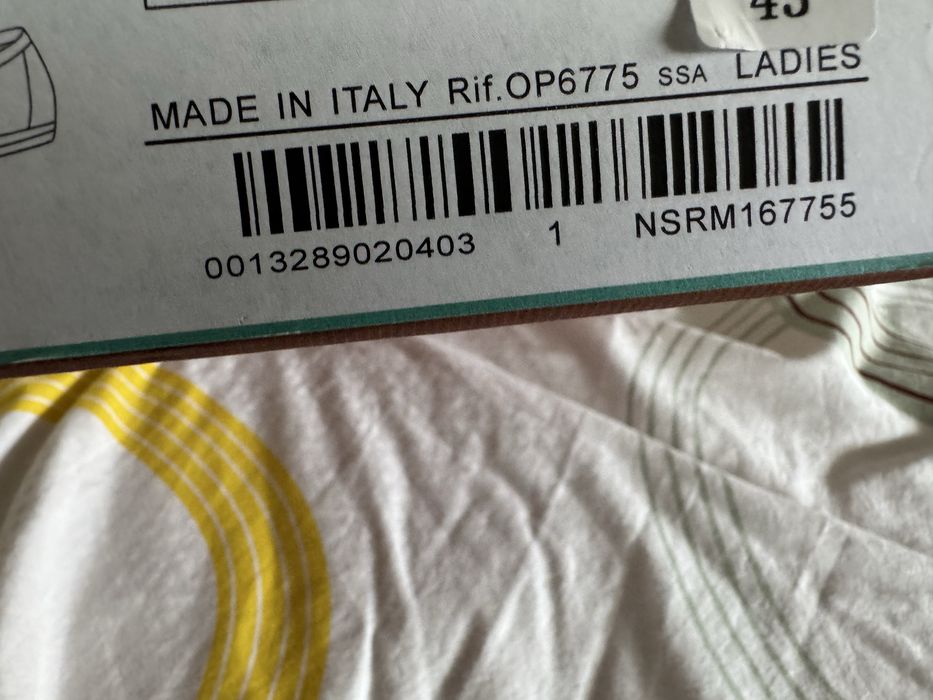 MADE IN ITALY Rif.OP6775 SSA LADIES
0013289020403 1 NSRM167755